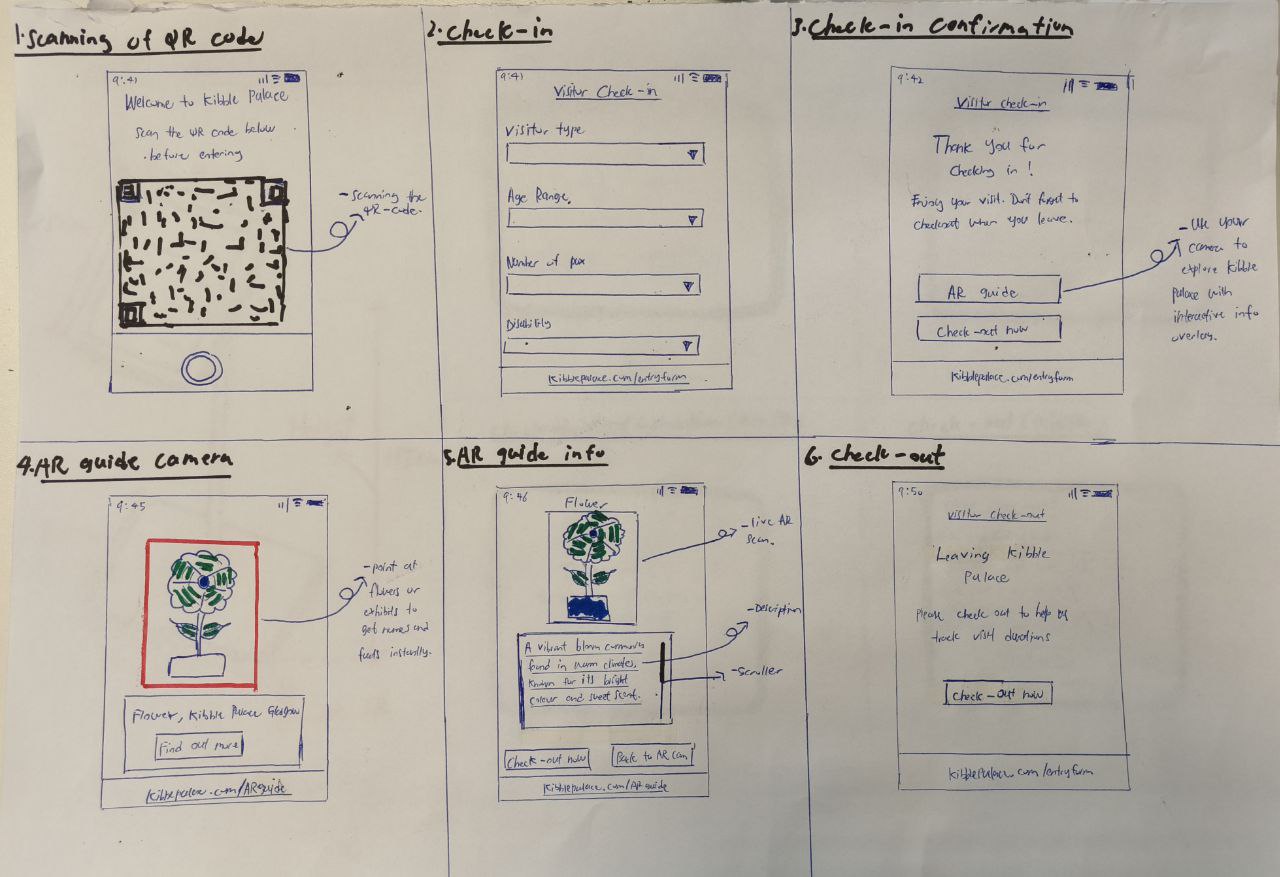 1. Scanning of QR code
9:41
Welcome to Kibble Palace
Scan the QR code below
before entering
- Scanning the
QR-code.
2. Check-in
9:41
Visitor Check-in
Visitor type
Age Range
Number of pax
Disability
Kibblepalace.com/entryform
3. Check-in confirmation
9:42
Visitor check-in
Thank you for
Checking in !
Enjoy your visit. Don't forget to
checkout when you leave.
AR guide
Check-out now
Kibblepalace.com/entryform
- Use your
camera to
explore Kibble
palace with
interactive info
overlay.
4. AR guide camera
9:45
Flower, Kibble Palace Glasgow
Find out more
Kibblepalace.com/ARguide
- point at
flowers or
exhibits to
get names and
facts instantly.
5. AR guide info
9:46
Flower
- live AR
scan.
- Description
- Scroller
A vibrant bloom commonly
found in warm climates,
known for its bright
colour and sweet scent.
Check-out now
Back to AR cam
Kibblepalace.com/ARguide
6. Check-out
9:50
Visitor check-out
Leaving Kibble
Palace
Please check out to help us
track visit durations
Check-out now
Kibblepalace.com/entryform